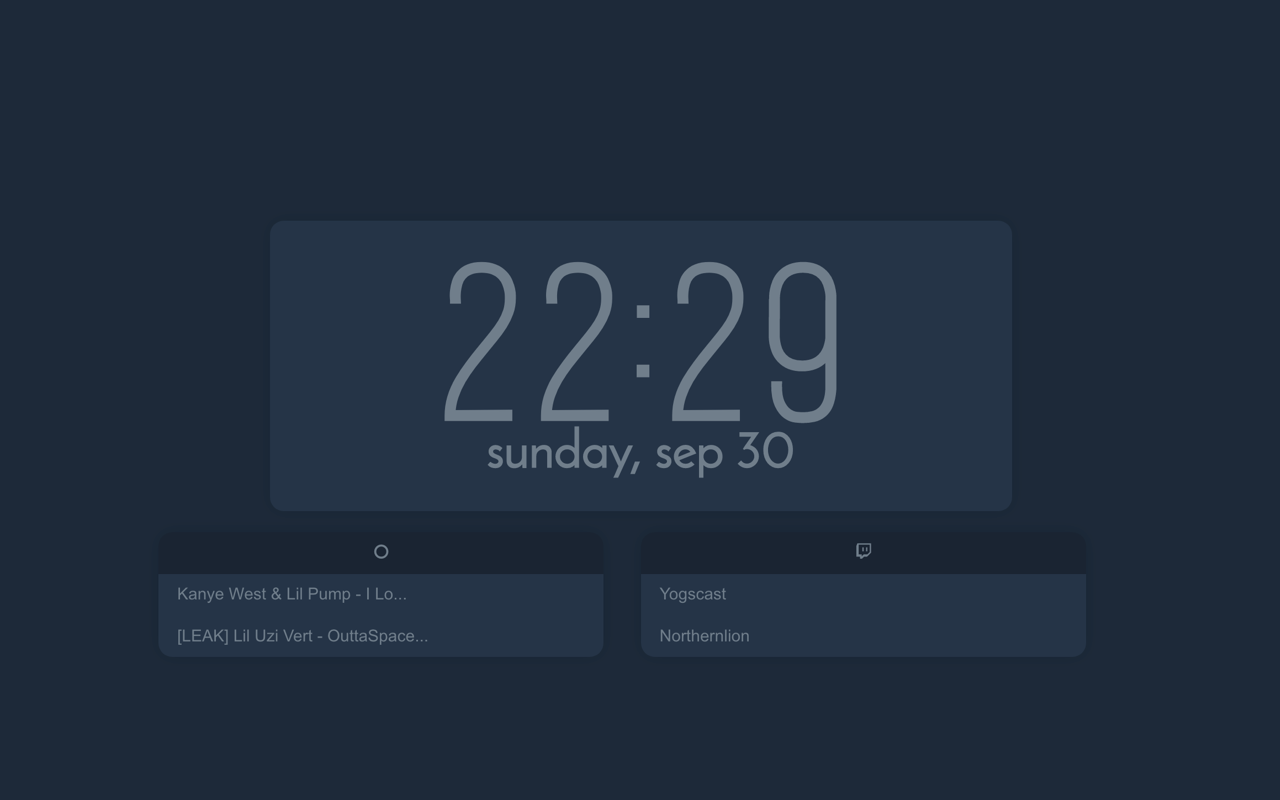 22:29
sunday, sep 30
Kanye West & Lil Pump - I Lo...
[LEAK] Lil Uzi Vert - OuttaSpace...
Yogscast
Northernlion